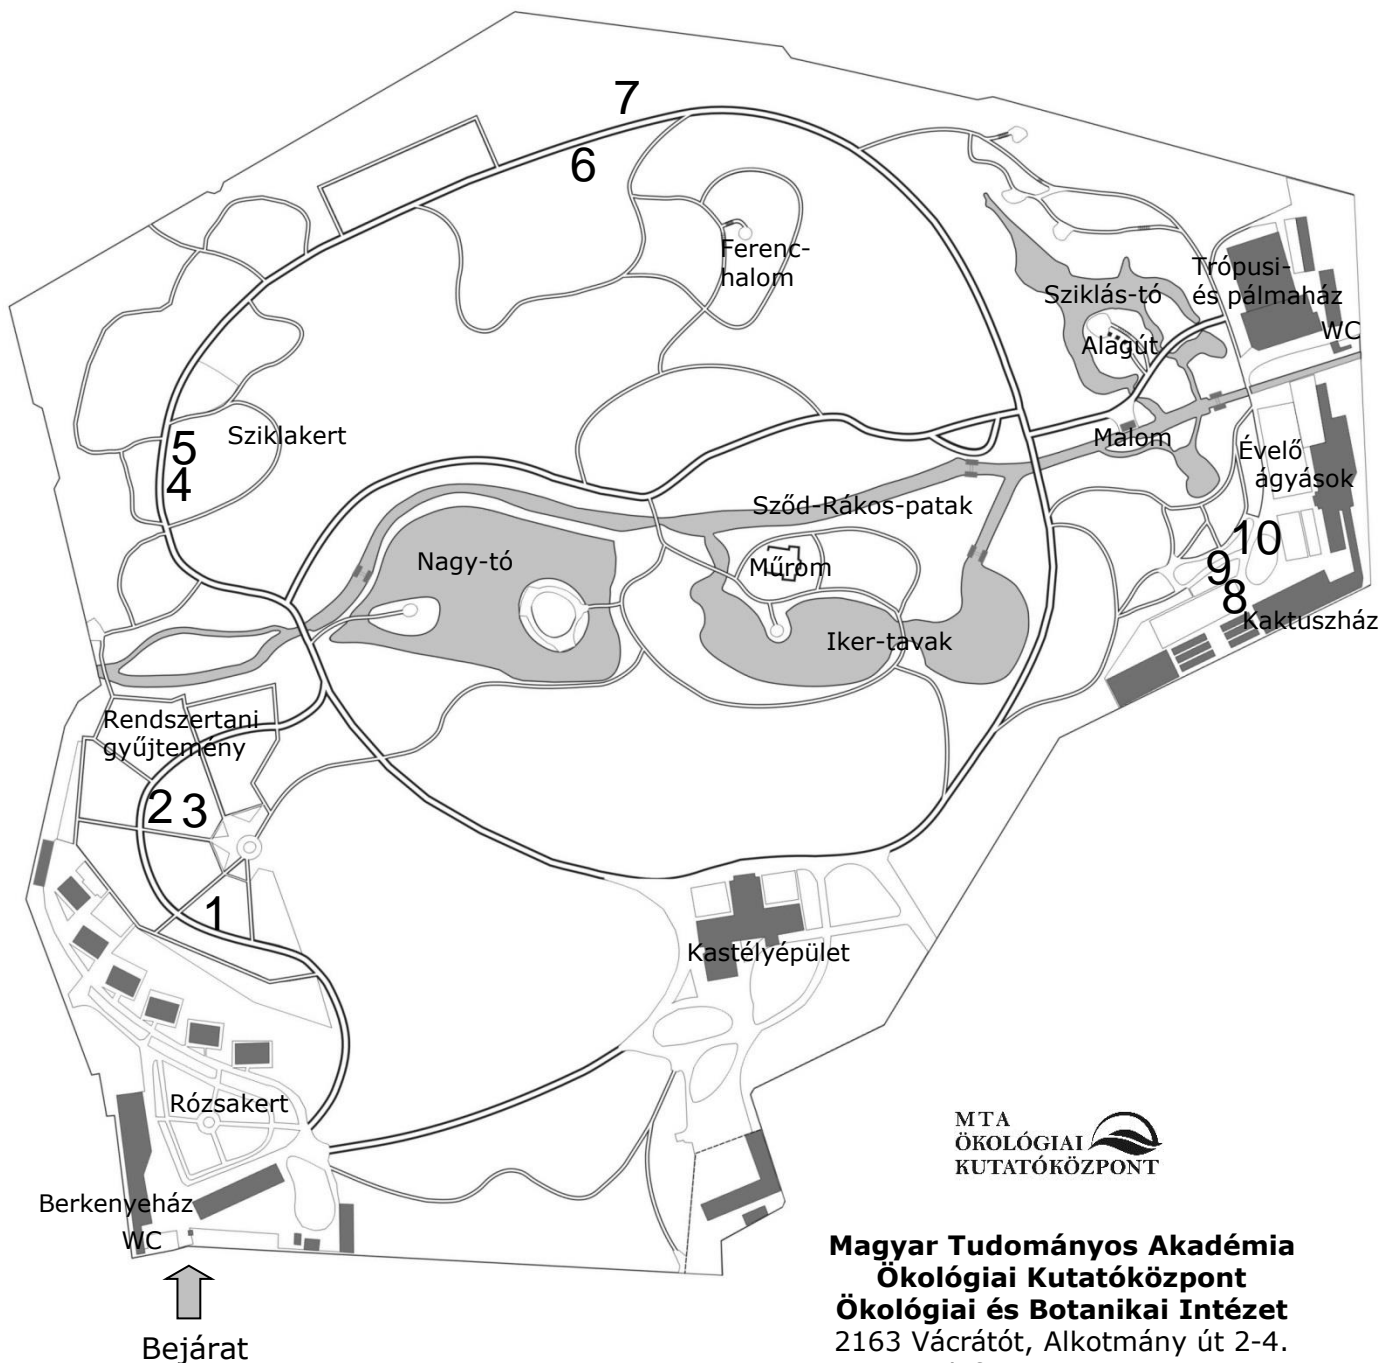 7
6
Ferenc-
halom
Trópusi-
és pálmaház
Sziklás-tó
WC
Alagút
5
Sziklakert
4
Malom
Évelő
ágyások
Sződ-Rákos-patak
10
Nagy-tó
Műrom
9
8
Kaktuszház
Iker-tavak
Rendszertani
gyűjtemény
2 3
1
Kastélyépület
Rózsakert
MTA
ÖKOLÓGIAI
KUTATÓKÖZPONT
Berkenyeház
WC
Bejárat
Magyar Tudományos Akadémia
Ökológiai Kutatóközpont
Ökológiai és Botanikai Intézet
2163 Vácrátót, Alkotmány út 2-4.